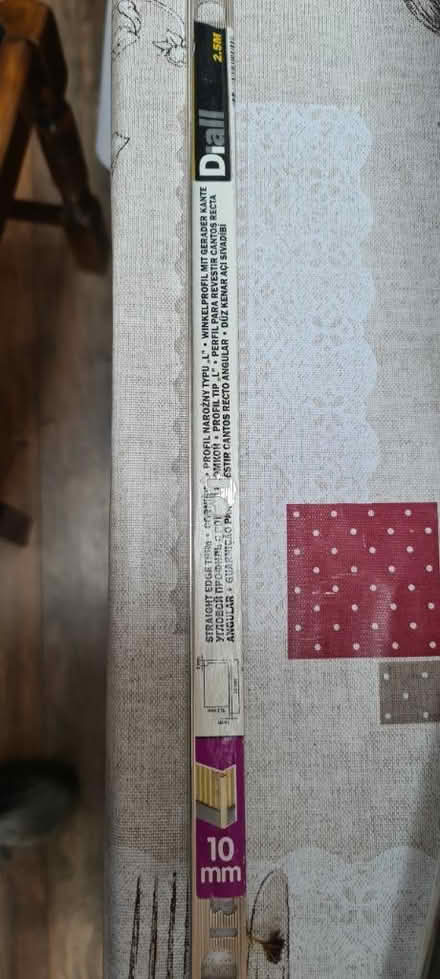 Diall 2.5M
STRAIGHT EDGE TRIM • PROFIL NAROŻNY TYPU „L” • WINKELPROFIL MIT GERADER KANTE
УГЛОВОЙ ПРОФИЛЬ С • PROFIL TIP „L” • PERFIL PARA REVESTIR CANTOS RECTA
ANGULAR • GUARNIÇÃO CANTOS RECTO ANGULAR • DÜZ KENAR AÇI SIVADIBI
10
mm